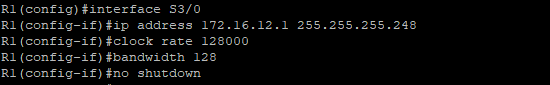 R1(config)#interface S3/0
R1(config-if)#ip address 172.16.12.1 255.255.255.248
R1(config-if)#clock rate 128000
R1(config-if)#bandwidth 128
R1(config-if)#no shutdown